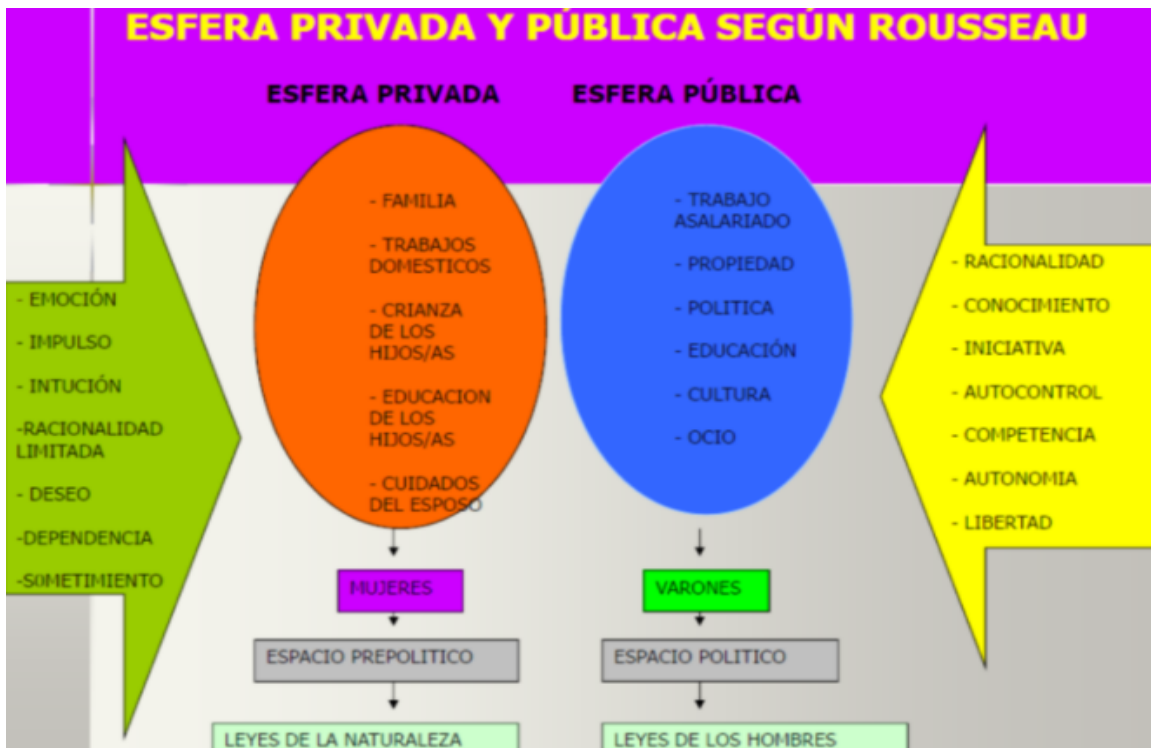 ESFERA PRIVADA Y PÚBLICA SEGÚN ROUSSEAU
ESFERA PRIVADA
ESFERA PÚBLICA
- EMOCIÓN
- IMPULSO
- INTUCIÓN
-RACIONALIDAD
LIMITADA
- DESEO
-DEPENDENCIA
-S0METIMIENTO
- FAMILIA
- TRABAJOS
DOMESTICOS
- CRIANZA
DE LOS
HIJOS/AS
- EDUCACION
DE LOS
HIJOS/AS
- CUIDADOS
DEL ESPOSO
- TRABAJO
ASALARIADO
- PROPIEDAD
- POLITICA
- EDUCACIÓN
- CULTURA
- OCIO
- RACIONALIDAD
- CONOCIMIENTO
- INICIATIVA
- AUTOCONTROL
- COMPETENCIA
- AUTONOMIA
- LIBERTAD
MUJERES
VARONES
ESPACIO PREPOLITICO
ESPACIO POLITICO
LEYES DE LA NATURALEZA
LEYES DE LOS HOMBRES